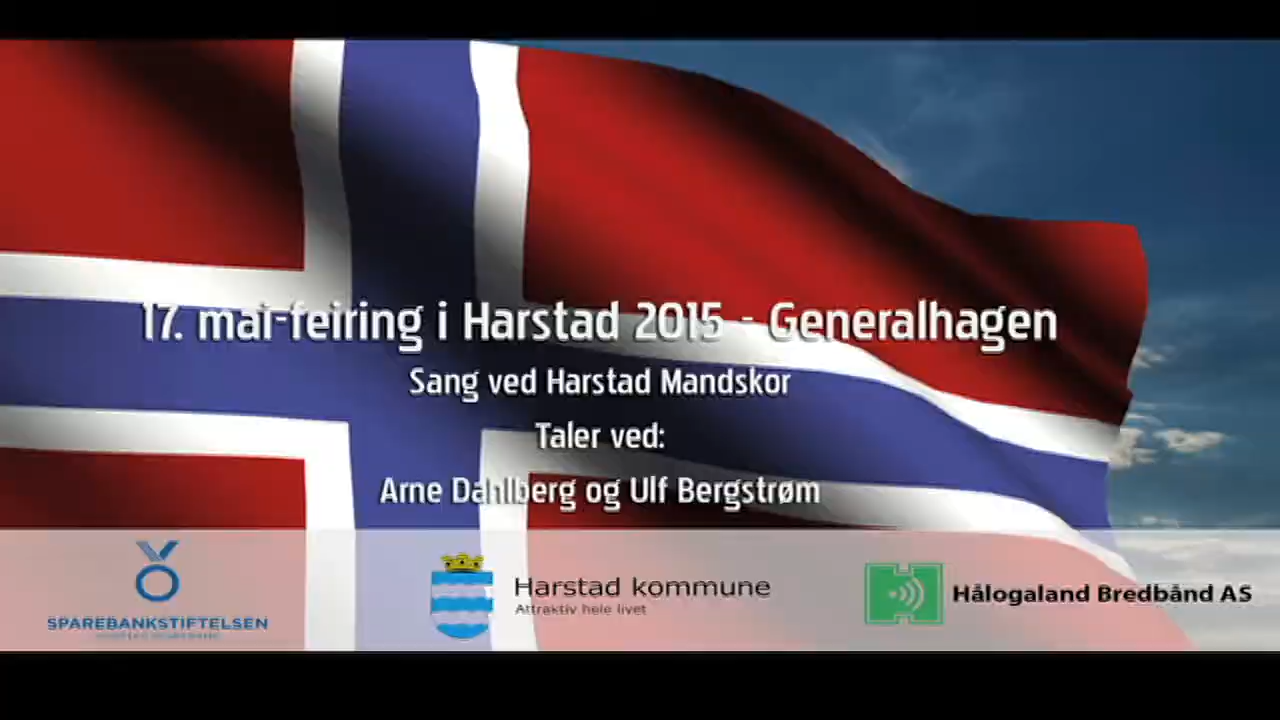 17. mai-feiring i Harstad 2015 - Generalhagen
Sang ved Harstad Mandskor
Taler ved:
Arne Dahlberg og Ulf Bergstrøm
SPAREBANKSTIFTELSEN
Harstad kommune
Attraktiv hele livet
Hålogaland Bredbånd AS